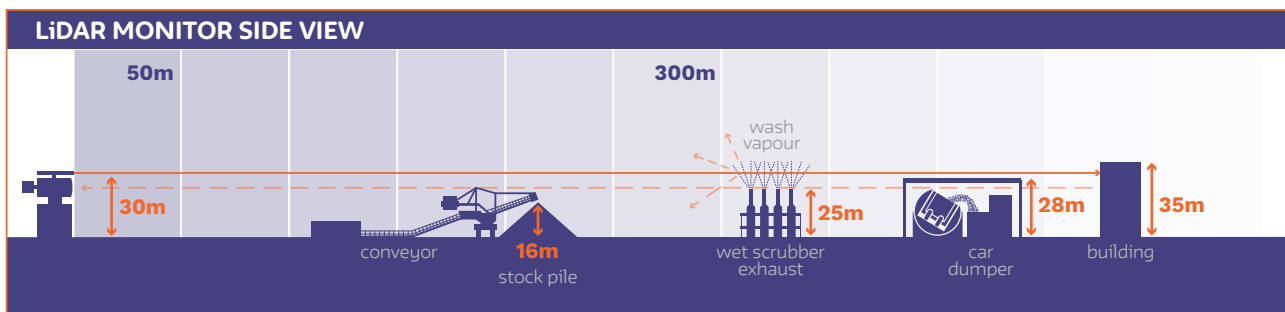 LiDAR MONITOR SIDE VIEW
50m
300m
wash
vapour
30m
16m
25m
28m
35m
conveyor
stock pile
wet scrubber
exhaust
car
dumper
building